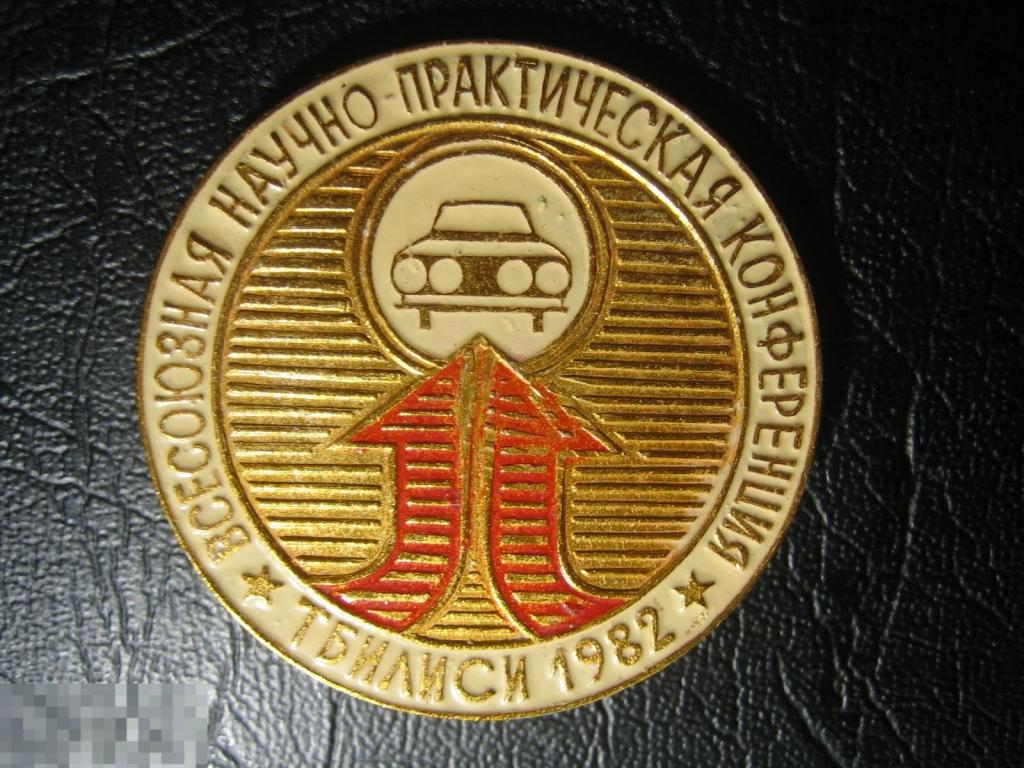 ВСЕСОЮЗНАЯ НАУЧНО-ПРАКТИЧЕСКАЯ КОНФЕРЕНЦИЯ
ТБИЛИСИ 1982